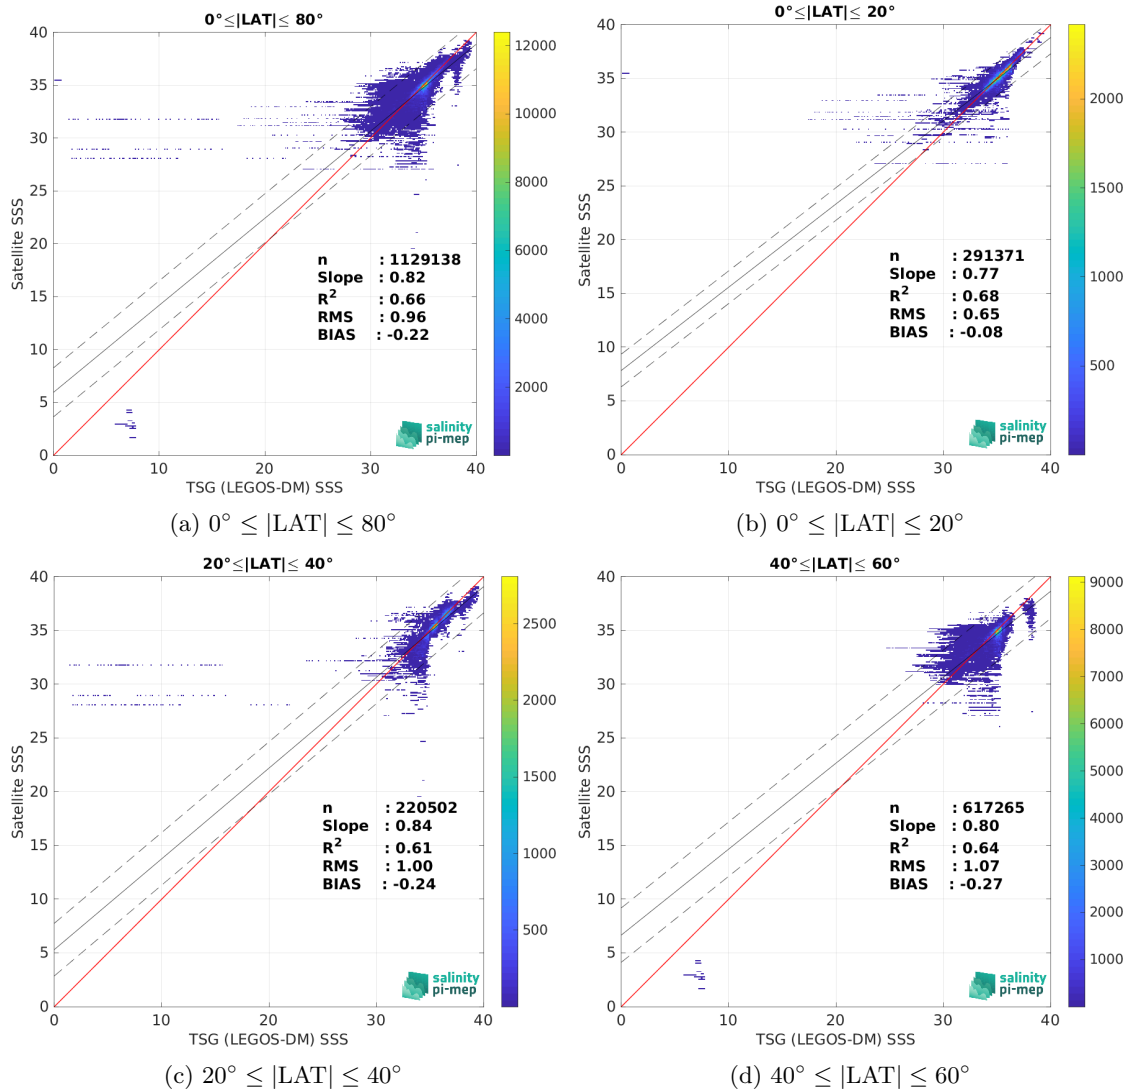 0°≤|LAT|≤ 80°
40
35
30
25
20
15
10
5
0
Satellite SSS
0
10
20
30
40
TSG (LEGOS-DM) SSS
n : 1129138
Slope : 0.82
R² : 0.66
RMS : 0.96
BIAS : -0.22
salinity
pi-mep
12000
10000
8000
6000
4000
2000
(a) 0° ≤ |LAT| ≤ 80°
0°≤|LAT|≤ 20°
40
35
30
25
20
15
10
5
0
Satellite SSS
0
10
20
30
40
TSG (LEGOS-DM) SSS
n : 291371
Slope : 0.77
R² : 0.68
RMS : 0.65
BIAS : -0.08
salinity
pi-mep
2000
1500
1000
500
(b) 0° ≤ |LAT| ≤ 20°
20°≤|LAT|≤ 40°
40
35
30
25
20
15
10
5
0
Satellite SSS
0
10
20
30
40
TSG (LEGOS-DM) SSS
n : 220502
Slope : 0.84
R² : 0.61
RMS : 1.00
BIAS : -0.24
salinity
pi-mep
2500
2000
1500
1000
500
(c) 20° ≤ |LAT| ≤ 40°
40°≤|LAT|≤ 60°
40
35
30
25
20
15
10
5
0
Satellite SSS
0
10
20
30
40
TSG (LEGOS-DM) SSS
n : 617265
Slope : 0.80
R² : 0.64
RMS : 1.07
BIAS : -0.27
salinity
pi-mep
9000
8000
7000
6000
5000
4000
3000
2000
1000
(d) 40° ≤ |LAT| ≤ 60°